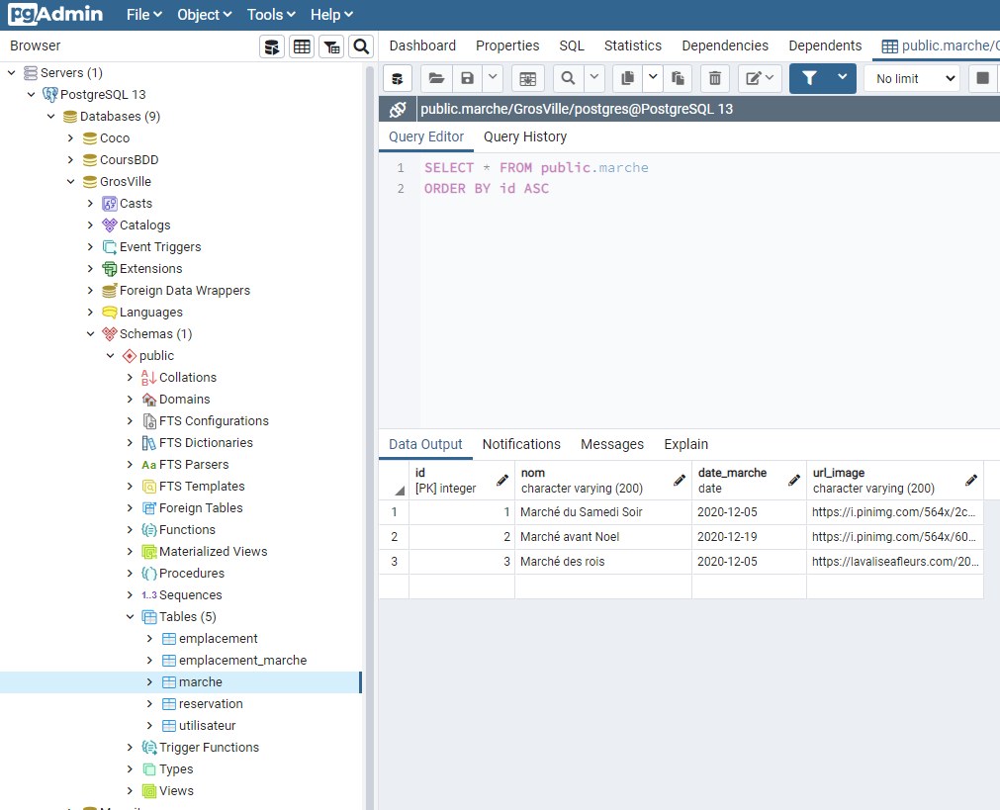 pgAdmin File Object Tools Help
Browser
Dashboard Properties SQL Statistics Dependencies Dependents public.marche/G
Servers (1)
PostgreSQL 13
Databases (9)
Coco
CoursBDD
GrosVille
Casts
Catalogs
Event Triggers
Extensions
Foreign Data Wrappers
Languages
Schemas (1)
public
Collations
Domains
FTS Configurations
FTS Dictionaries
Aa FTS Parsers
FTS Templates
Foreign Tables
Functions
Materialized Views
Procedures
1..3 Sequences
Tables (5)
emplacement
emplacement_marche
marche
reservation
utilisateur
Trigger Functions
Types
Views
No limit
public.marche/GrosVille/postgres@PostgreSQL 13
Query Editor Query History
1 SELECT * FROM public.marche
2 ORDER BY id ASC
Data Output Notifications Messages Explain
id nom date_marche url_image
[PK] integer character varying (200) date character varying (200)
1 1 Marché du Samedi Soir 2020-12-05 https://i.pinimg.com/564x/2c...
2 2 Marché avant Noel 2020-12-19 https://i.pinimg.com/564x/60...
3 3 Marché des rois 2020-12-05 https://lavaliseafleurs.com/20...